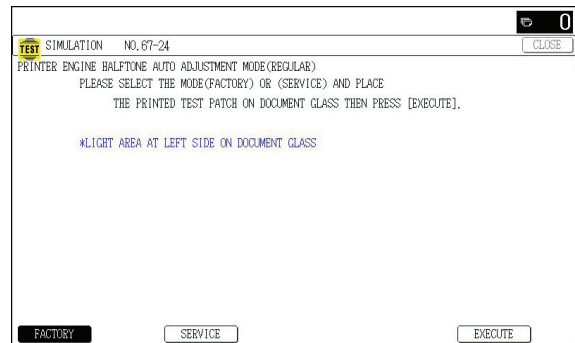 0
TEST SIMULATION NO. 67-24 CLOSE
PRINTER ENGINE HALFTONE AUTO ADJUSTMENT MODE(REGULAR)
PLEASE SELECT THE MODE(FACTORY) OR (SERVICE) AND PLACE
THE PRINTED TEST PATCH ON DOCUMENT GLASS THEN PRESS [EXECUTE].
*LIGHT AREA AT LEFT SIDE ON DOCUMENT GLASS
FACTORY SERVICE EXECUTE